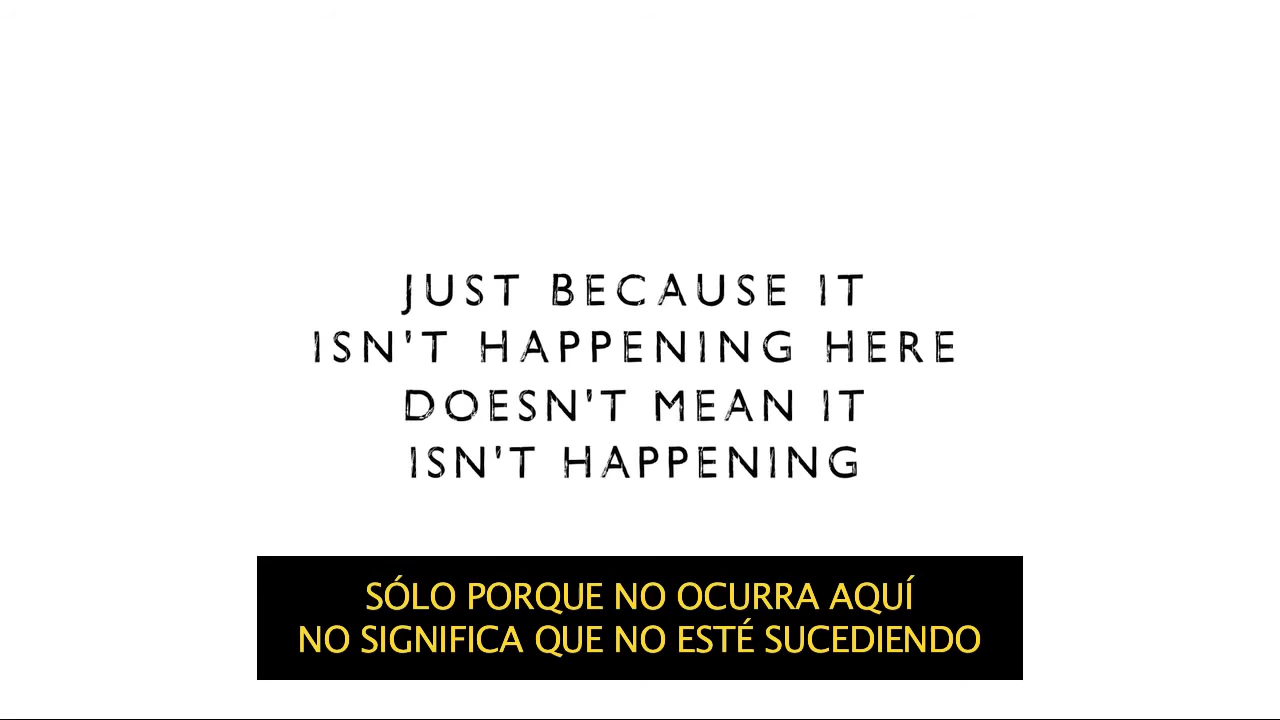 JUST BECAUSE IT
ISN'T HAPPENING HERE
DOESN'T MEAN IT
ISN'T HAPPENING
SÓLO PORQUE NO OCURRA AQUÍ
NO SIGNIFICA QUE NO ESTÉ SUCEDIENDO